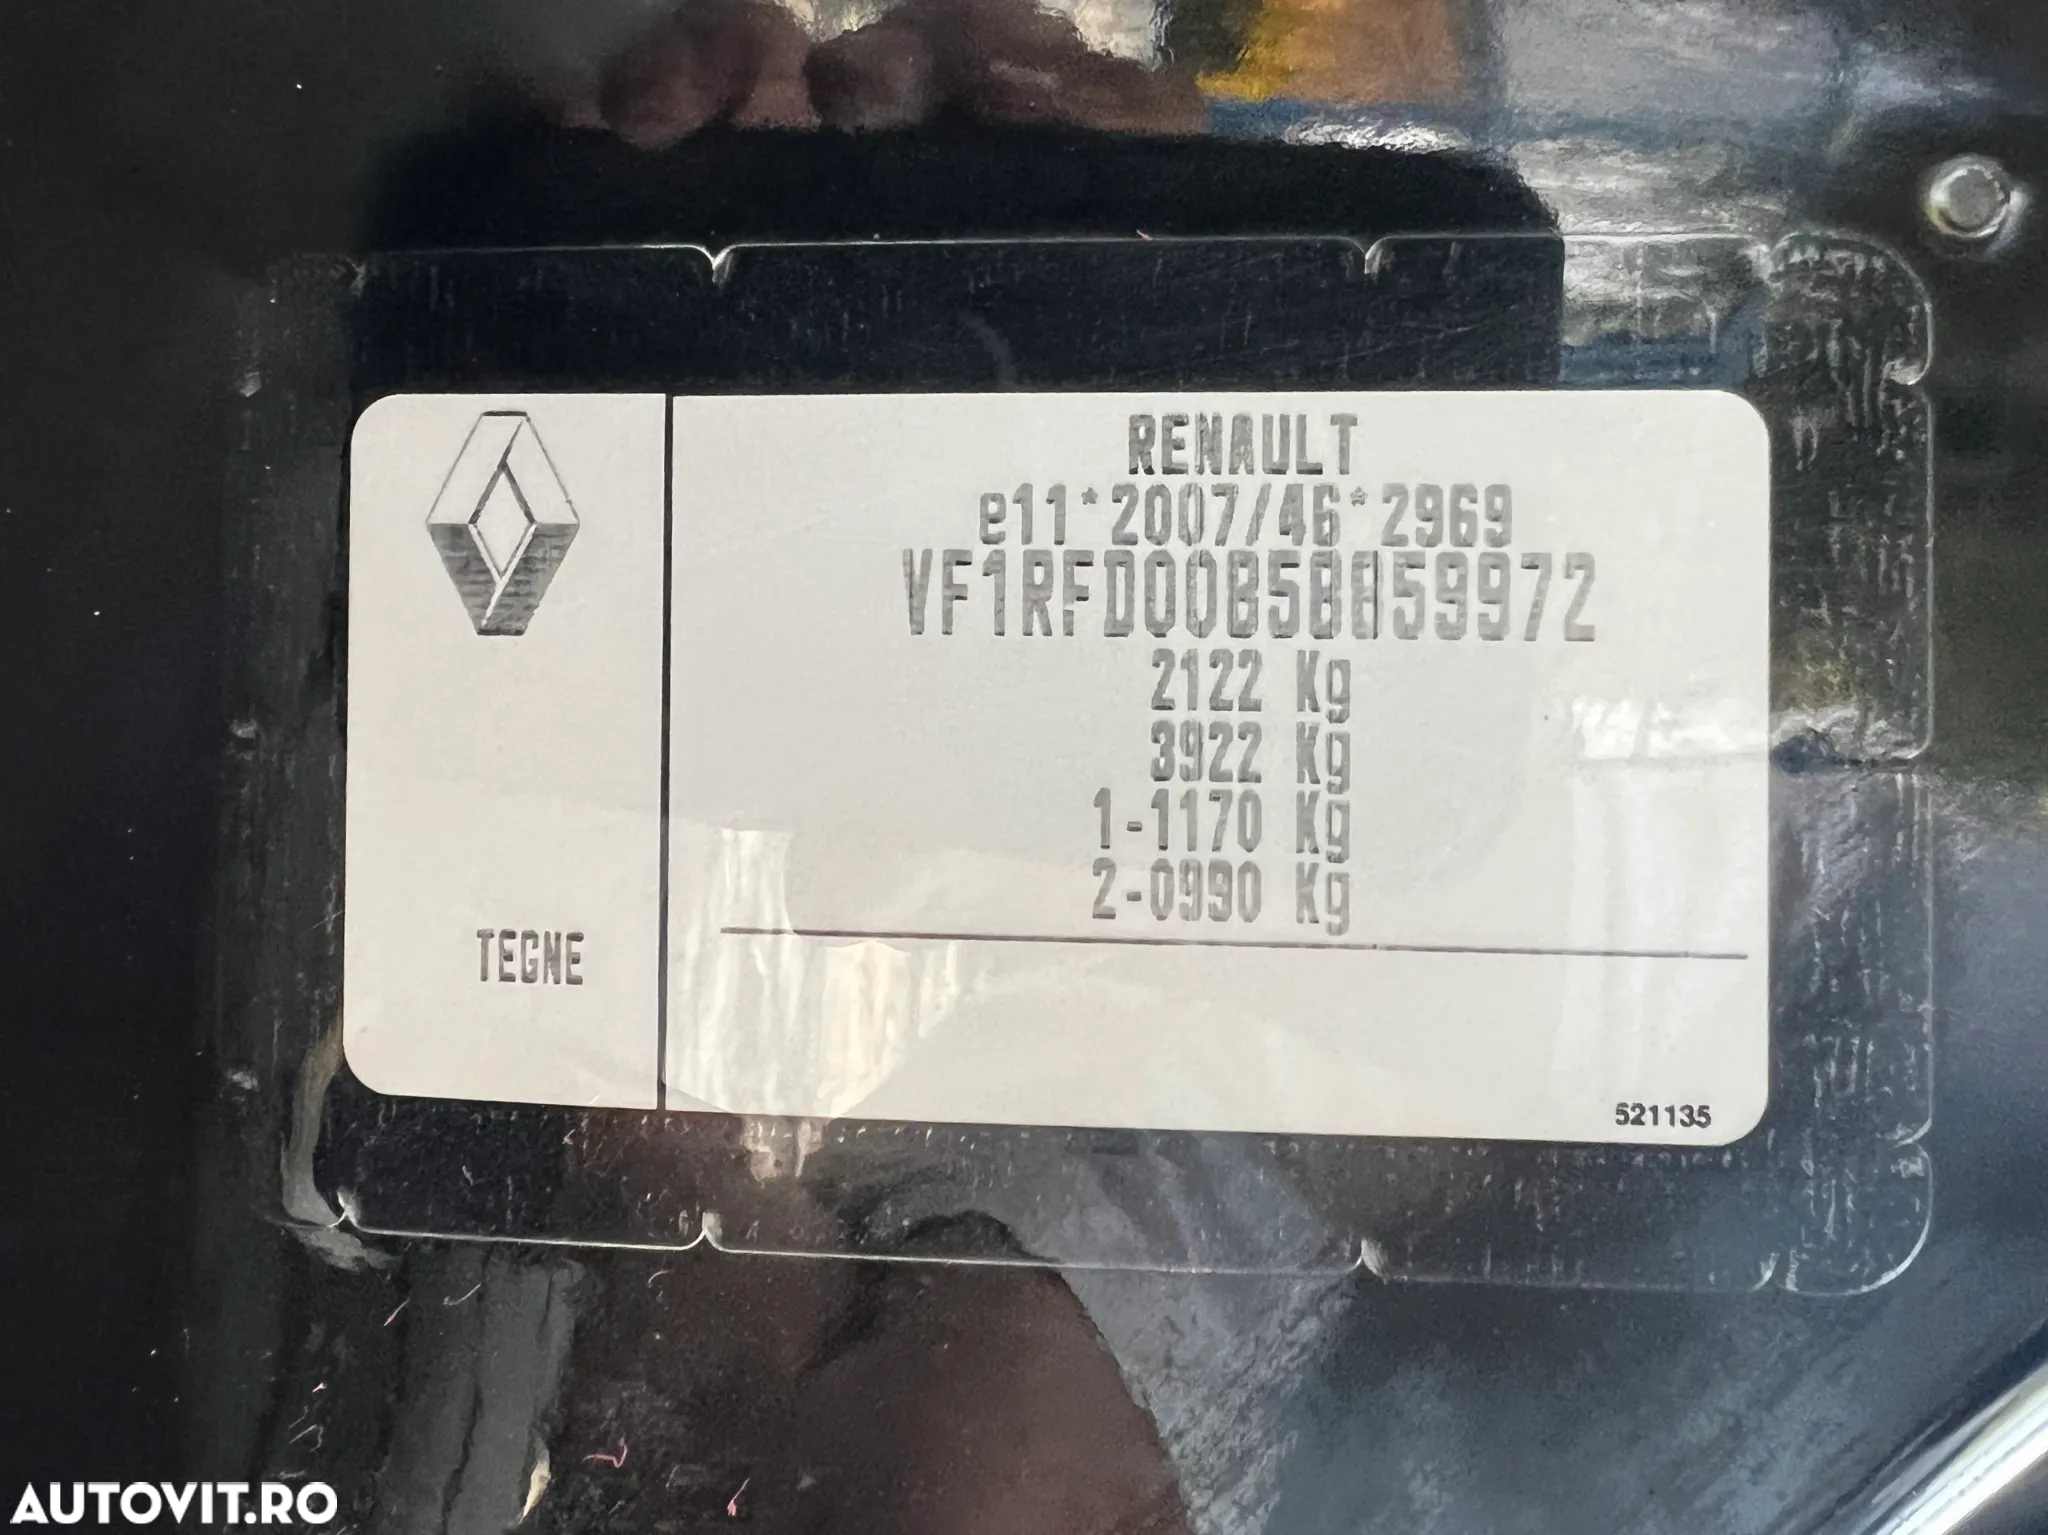 RENAULT
e11*2007/46*2969
2122 Kg
3922 Kg
1-1170 Kg
2-0990 Kg
TEGNE
521135
AUTOVIT.RO